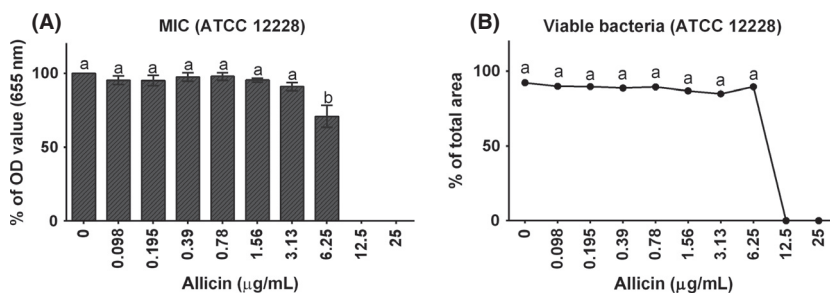 (A)
MIC (ATCC 12228)
% of OD value (655 nm)
100
50
0
a a a a a a a b
0 0.098 0.195 0.39 0.78 1.56 3.13 6.25 12.5 25
Allicin (μg/mL)
(B)
Viable bacteria (ATCC 12228)
% of total area
100
50
0
a a a a a a a a
0 0.098 0.195 0.39 0.78 1.56 3.13 6.25 12.5 25
Allicin (μg/mL)